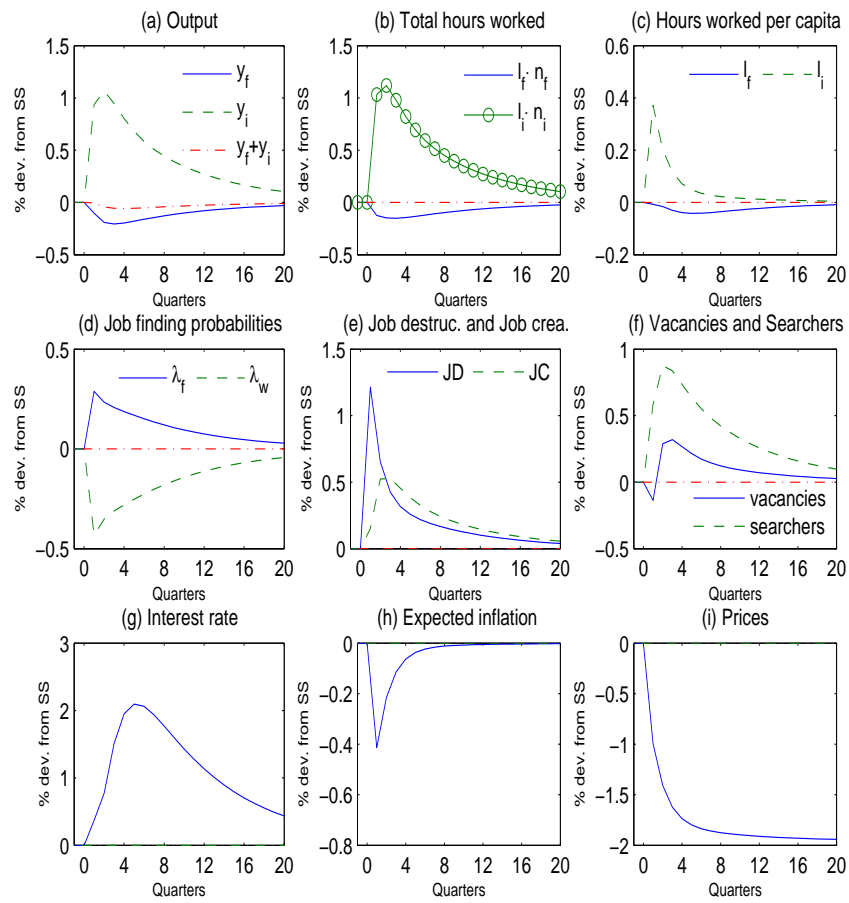 (a) Output
% dev. from SS
1.5
1
0.5
0
−0.5
y_f
y_i
y_f+y_i
0 4 8 12 16 20
Quarters
(b) Total hours worked
% dev. from SS
1.5
1
0.5
0
−0.5
l_f· n_f
l_i· n_i
0 4 8 12 16 20
Quarters
(c) Hours worked per capita
% dev. from SS
0.6
0.4
0.2
0
0.2
l_f l_i
0 4 8 12 16 20
Quarters
(d) Job finding probabilities
% dev. from SS
0.5
0
−0.5
λ_f λ_w
0 4 8 12 16 20
Quarters
(e) Job destruc. and Job crea.
% dev. from SS
1.5
1
0.5
0
JD JC
0 4 8 12 16 20
Quarters
(f) Vacancies and Searchers
% dev. from SS
1
0.5
0
−0.5
vacancies
searchers
0 4 8 12 16 20
Quarters
(g) Interest rate
% dev. from SS
3
2
1
0
0 4 8 12 16 20
Quarters
(h) Expected inflation
% dev. from SS
0
−0.2
−0.4
−0.6
−0.8
0 4 8 12 16 20
Quarters
(i) Prices
% dev. from SS
0
−0.5
−1
−1.5
−2
0 4 8 12 16 20
Quarters